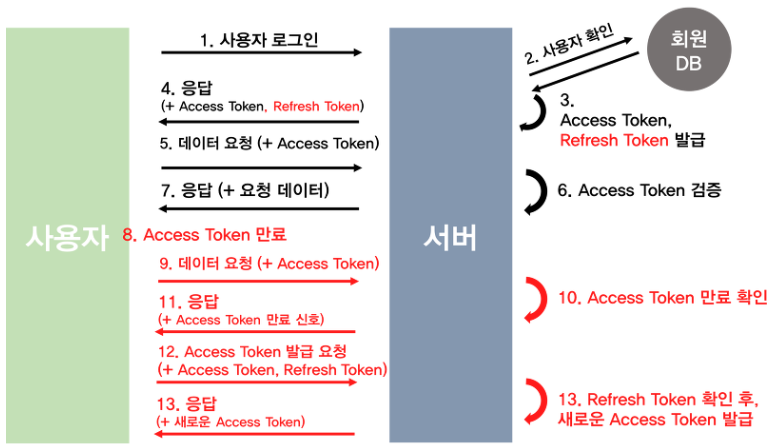 1. 사용자 로그인
2. 사용자 확인
회원
DB
3.
Access Token,
Refresh Token 발급
4. 응답
(+ Access Token, Refresh Token)
5. 데이터 요청 (+ Access Token)
6. Access Token 검증
7. 응답 (+ 요청 데이터)
사용자
서버
8. Access Token 만료
9. 데이터 요청 (+ Access Token)
10. Access Token 만료 확인
11. 응답
(+ Access Token 만료 신호)
12. Access Token 발급 요청
(+ Access Token, Refresh Token)
13. Refresh Token 확인 후,
새로운 Access Token 발급
13. 응답
(+ 새로운 Access Token)